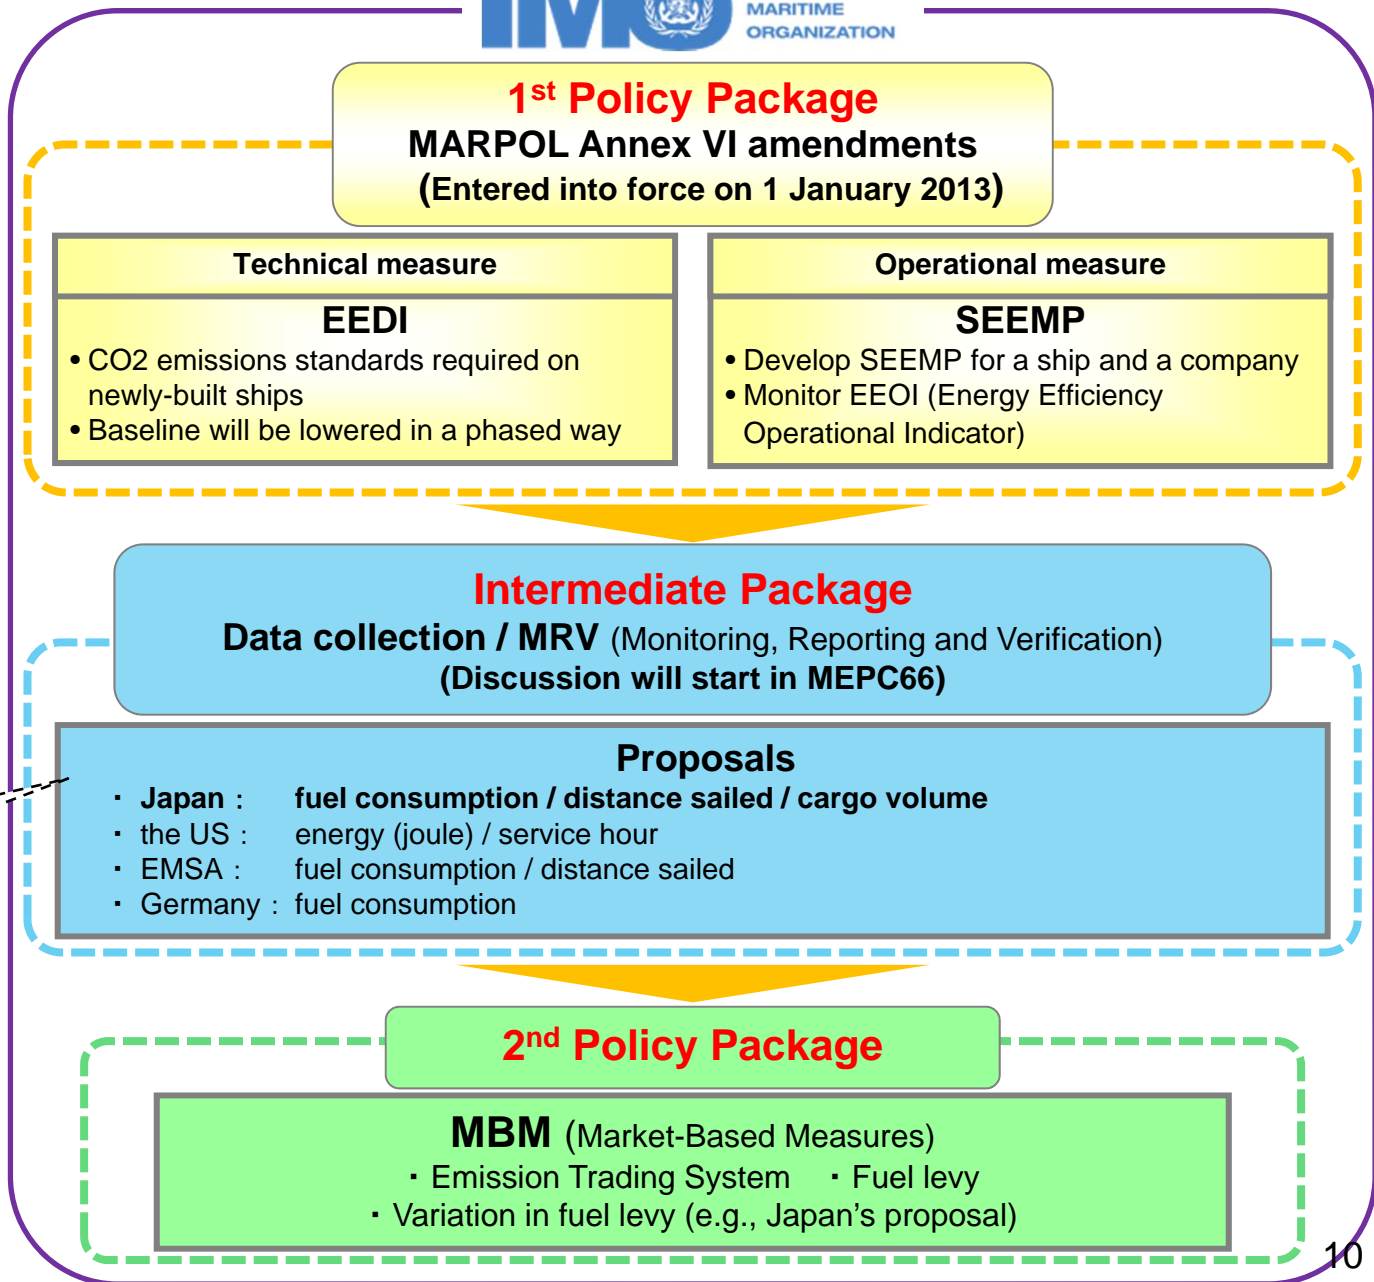 IMO
MARITIME
ORGANIZATION
1st Policy Package
MARPOL Annex VI amendments
(Entered into force on 1 January 2013)
Technical measure
EEDI
• CO2 emissions standards required on
newly-built ships
• Baseline will be lowered in a phased way
Operational measure
SEEMP
• Develop SEEMP for a ship and a company
• Monitor EEOI (Energy Efficiency
Operational Indicator)
Intermediate Package
Data collection / MRV (Monitoring, Reporting and Verification)
(Discussion will start in MEPC66)
Proposals
・ Japan : fuel consumption / distance sailed / cargo volume
・ the US : energy (joule) / service hour
・ EMSA : fuel consumption / distance sailed
・ Germany : fuel consumption
2nd Policy Package
MBM (Market-Based Measures)
・Emission Trading System ・Fuel levy
・Variation in fuel levy (e.g., Japan’s proposal)
10